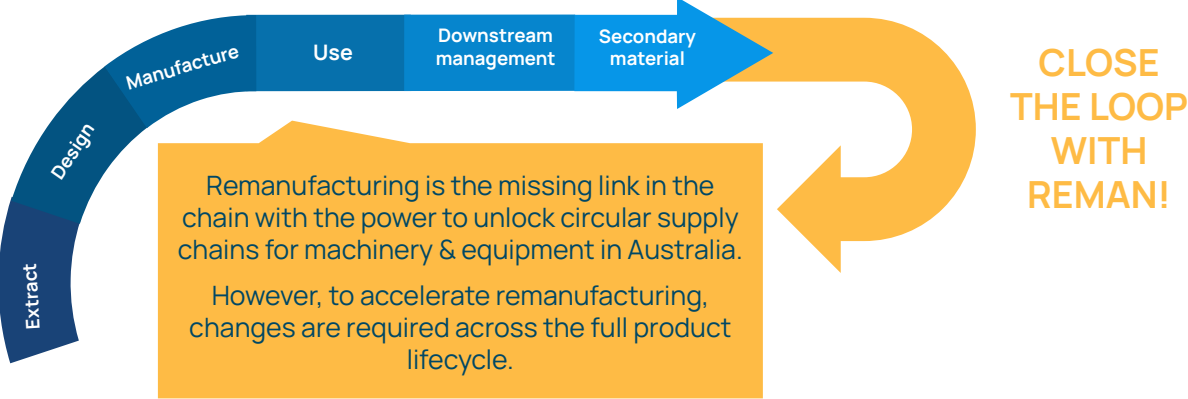 Extract
Design
Manufacture
Use
Downstream
management
Secondary
material
CLOSE
THE LOOP
WITH
REMAN!
Remanufacturing is the missing link in the
chain with the power to unlock circular supply
chains for machinery & equipment in Australia.
However, to accelerate remanufacturing,
changes are required across the full product
lifecycle.